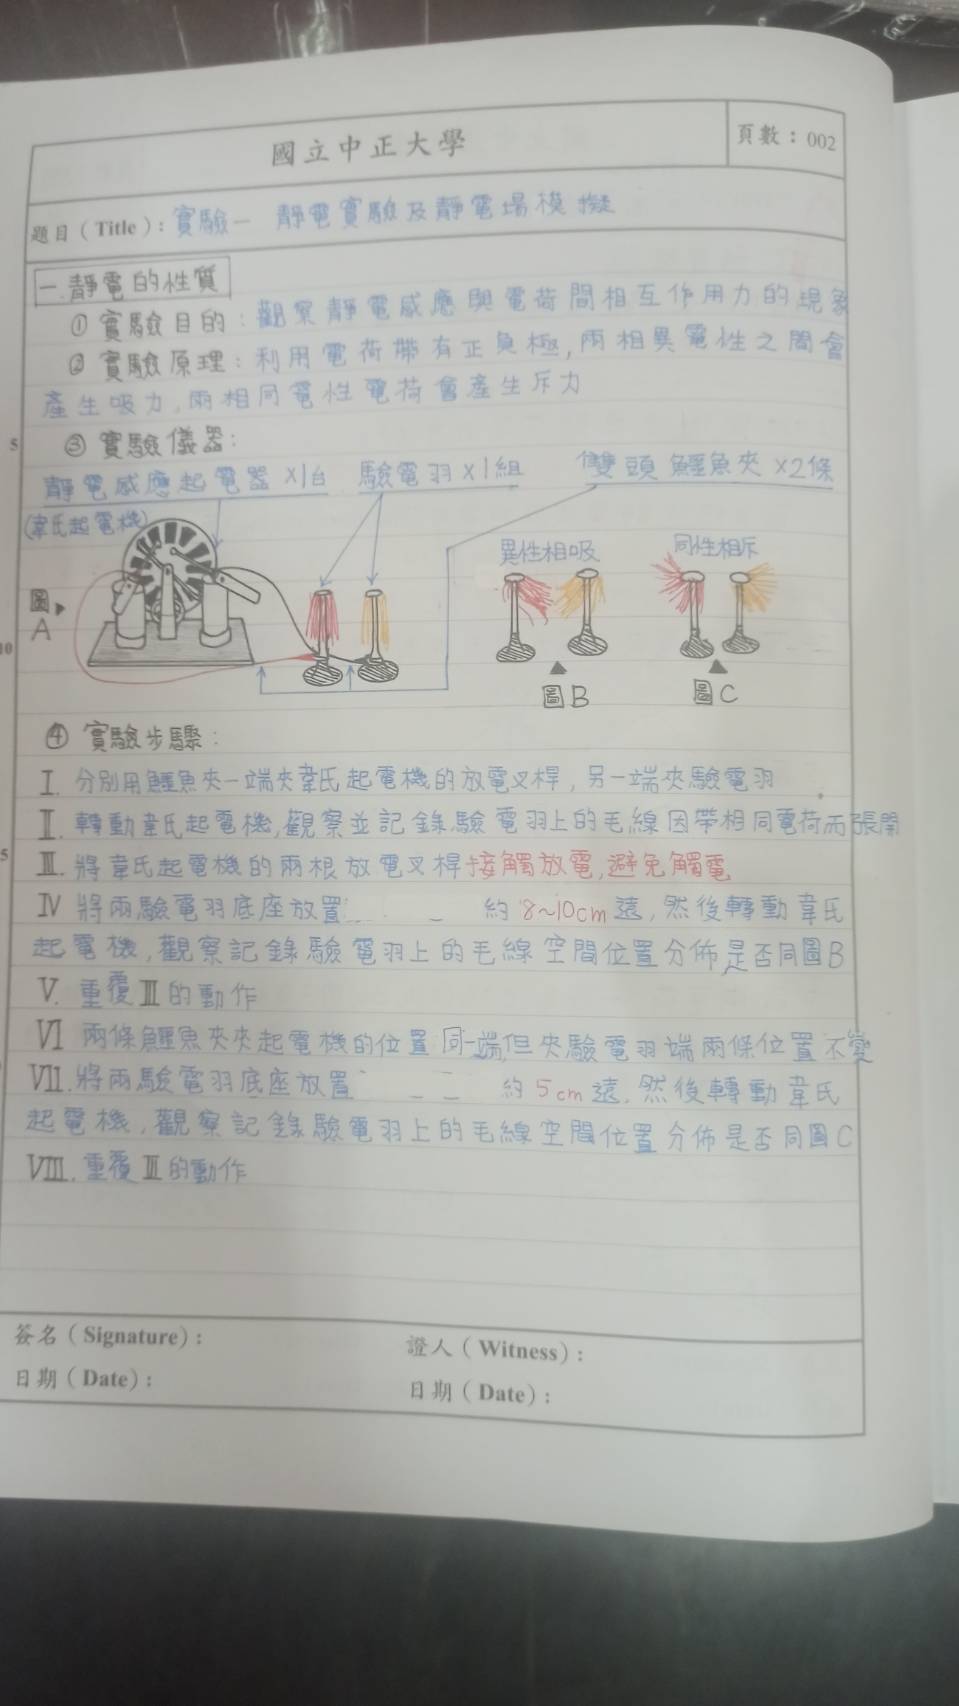 國立中正大學
頁數：002
題目（Title）：實驗一 靜電實驗及靜電場模擬
一.靜電的性質
① 實驗目的：觀察靜電感應與電荷間相互作用力的現象
② 實驗原理：利用電荷帶有正負極,兩相異電性之間會
產生吸力,兩相同電性電荷會產生斥力
5
③ 實驗儀器：
靜電感應起電器×1台 驗電羽×1組 雙頭鱷魚夾×2條
(韋氏起電機)
異性相吸 同性相斥
圖A
10
圖B 圖C
④ 實驗步驟：
I. 分別用鱷魚夾一端夾韋氏起電機的放電叉桿，另一端夾驗電羽
II. 轉動韋氏起電機,觀察並記錄驗電羽上的毛線因帶相同電荷而張開
5
III. 將韋氏起電機的兩根放電叉桿接觸放電,避免觸電
IV 將兩驗電羽底座放置 約8~10cm遠,然後轉動韋氏
起電機,觀察記錄驗電羽上的毛線空間位置分佈是否同圖B
V. 重覆III的動作
VI 兩條鱷魚夾夾起電機的位置同一端,但夾驗電羽端兩條位置不變
VII.將兩驗電羽底座放置 約5cm遠,然後轉動韋氏
起電機,觀察記錄驗電羽上的毛線空間位置分佈是否同圖C
VIII.重覆III的動作
簽名（Signature）：
證人（Witness）：
日期（Date）：
日期（Date）：